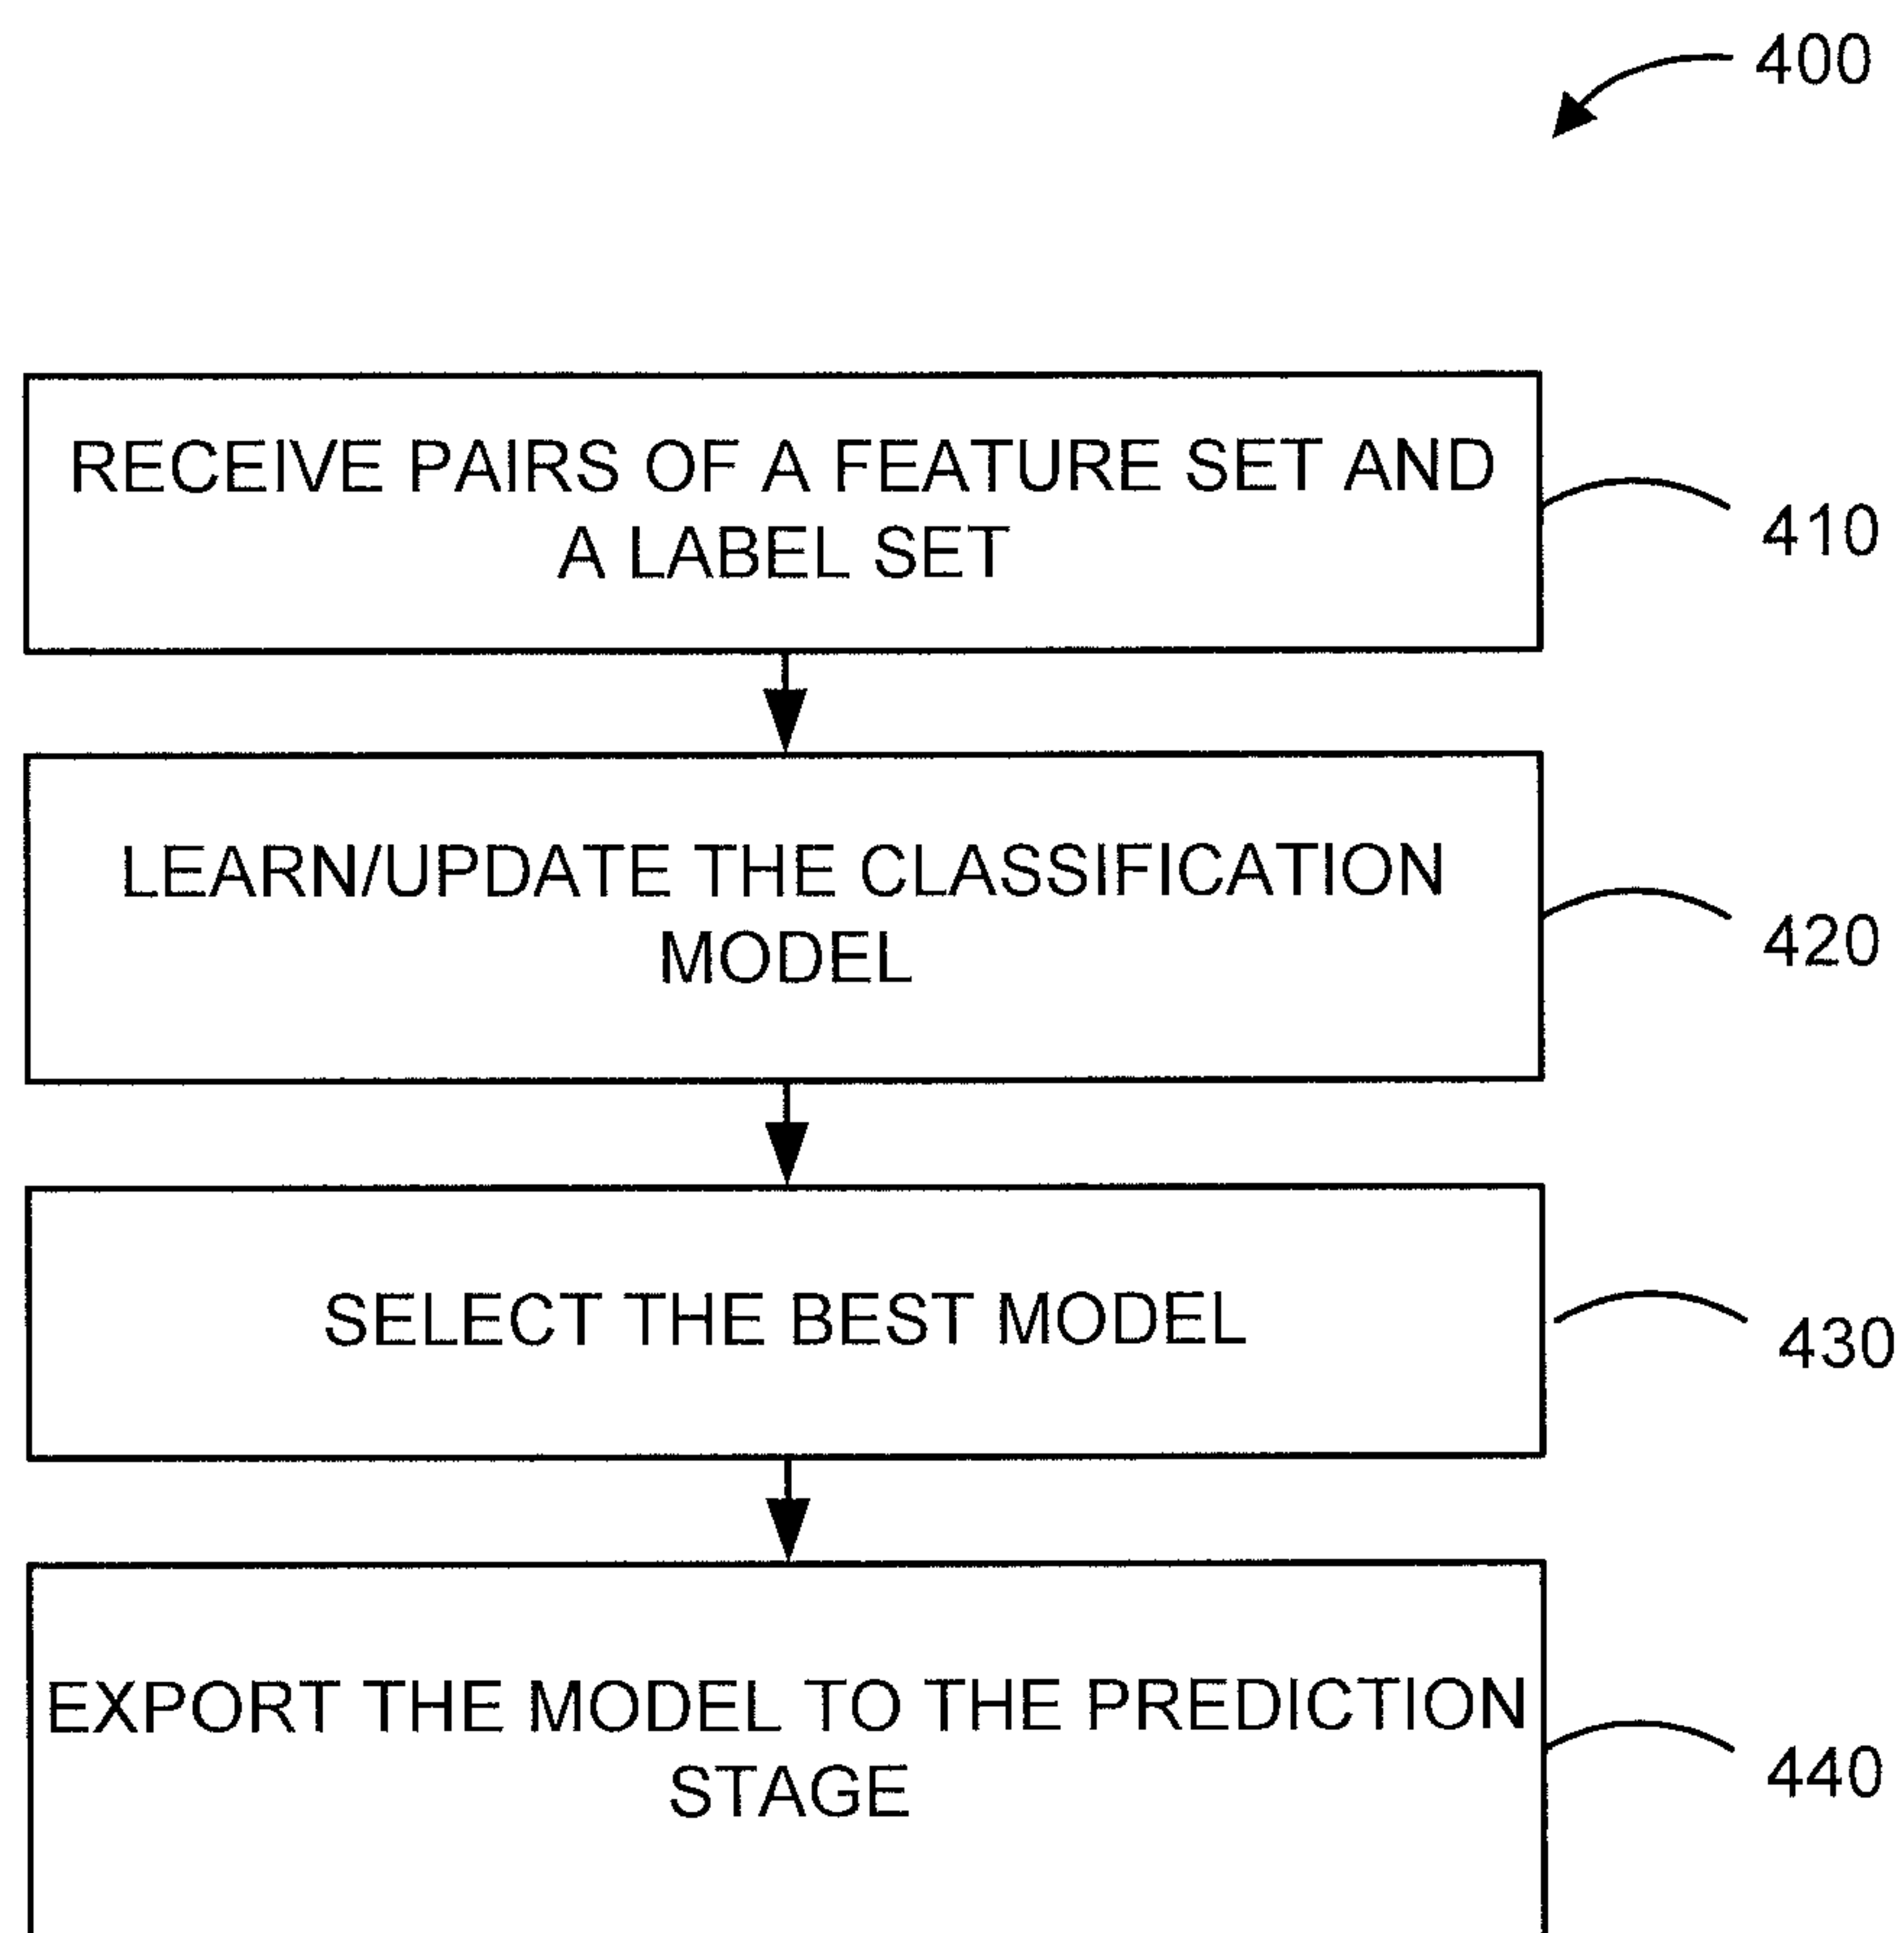 400
RECEIVE PAIRS OF A FEATURE SET AND
A LABEL SET
410
LEARN/UPDATE THE CLASSIFICATION
MODEL
420
SELECT THE BEST MODEL
430
EXPORT THE MODEL TO THE PREDICTION
STAGE
440